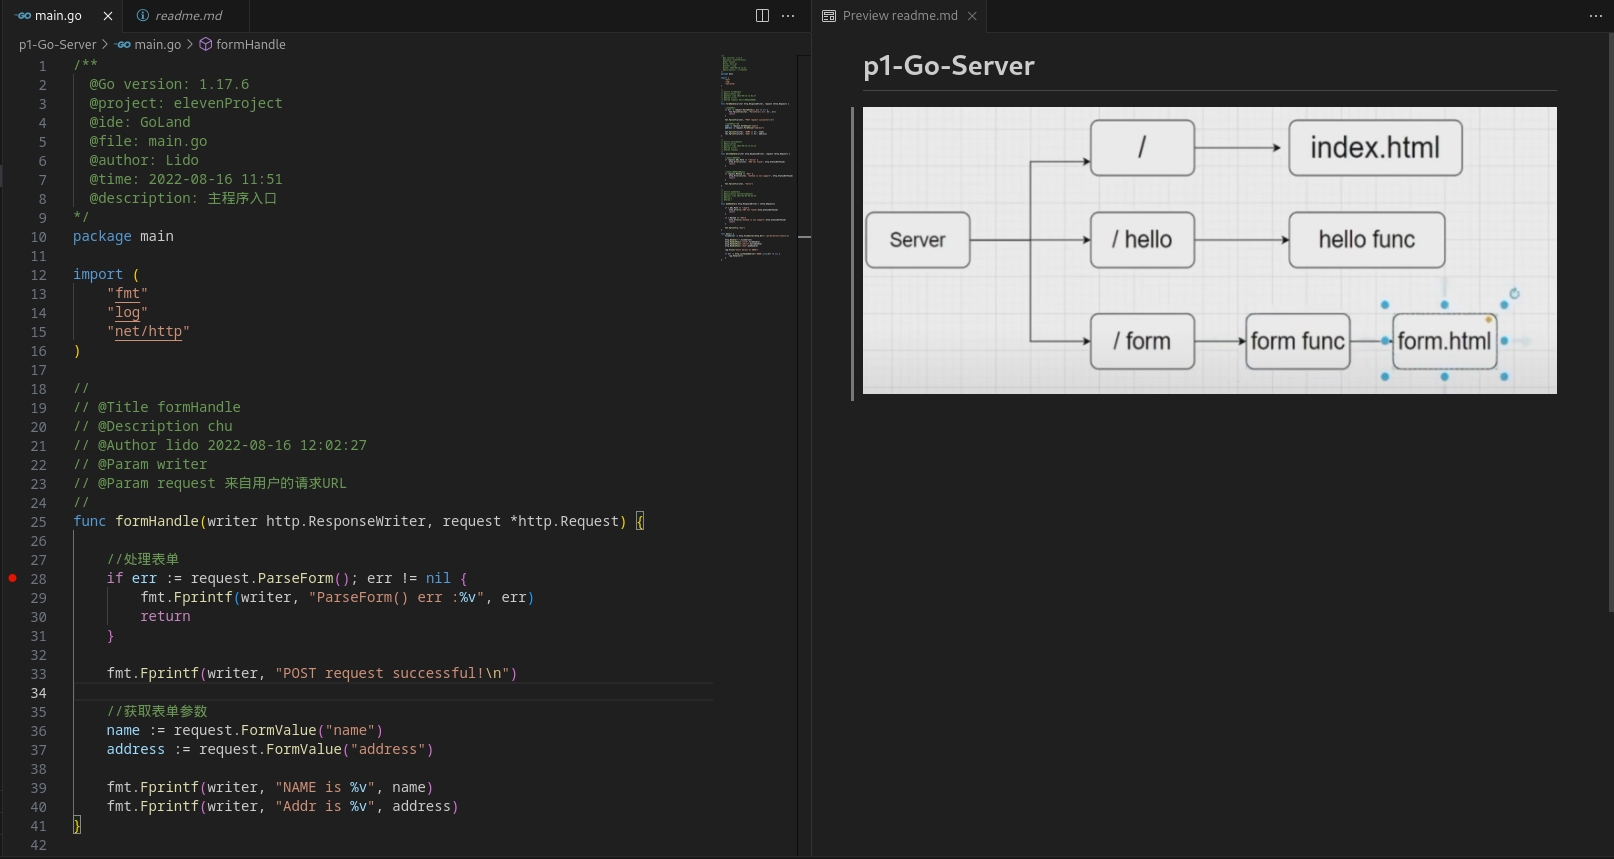 main.go
readme.md
Preview readme.md
p1-Go-Server > main.go > formHandle
1 /**
2 @Go version: 1.17.6
3 @project: elevenProject
4 @ide: GoLand
5 @file: main.go
6 @author: Lido
7 @time: 2022-08-16 11:51
8 @description: 主程序入口
9 */
10 package main
11
12 import (
13 "fmt"
14 "log"
15 "net/http"
16 )
17
18 //
19 // @Title formHandle
20 // @Description chu
21 // @Author lido 2022-08-16 12:02:27
22 // @Param writer
23 // @Param request 来自用户的请求URL
24 //
25 func formHandle(writer http.ResponseWriter, request *http.Request) {
26
27 //处理表单
28 if err := request.ParseForm(); err != nil {
29 fmt.Fprintf(writer, "ParseForm() err :%v", err)
30 return
31 }
32
33 fmt.Fprintf(writer, "POST request successful!\n")
34
35 //获取表单参数
36 name := request.FormValue("name")
37 address := request.FormValue("address")
38
39 fmt.Fprintf(writer, "NAME is %v", name)
40 fmt.Fprintf(writer, "Addr is %v", address)
41 }
42
p1-Go-Server
/
index.html
Server
/ hello
hello func
/ form
form func
form.html